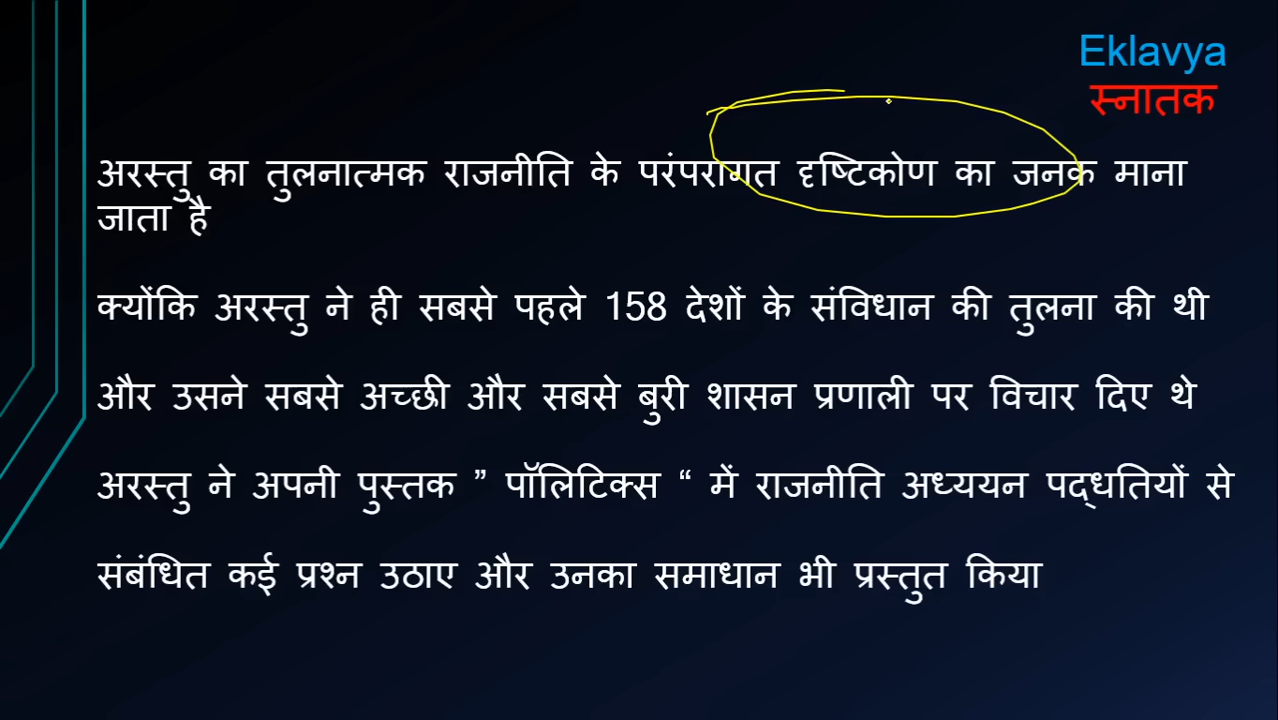 Eklavya
स्नातक
अरस्तु का तुलनात्मक राजनीति के परंपरागत दृष्टिकोण का जनक माना
जाता है
क्योंकि अरस्तु ने ही सबसे पहले 158 देशों के संविधान की तुलना की थी
और उसने सबसे अच्छी और सबसे बुरी शासन प्रणाली पर विचार दिए थे
अरस्तु ने अपनी पुस्तक ” पॉलिटिक्स “ में राजनीति अध्ययन पद्धतियों से
संबंधित कई प्रश्न उठाए और उनका समाधान भी प्रस्तुत किया